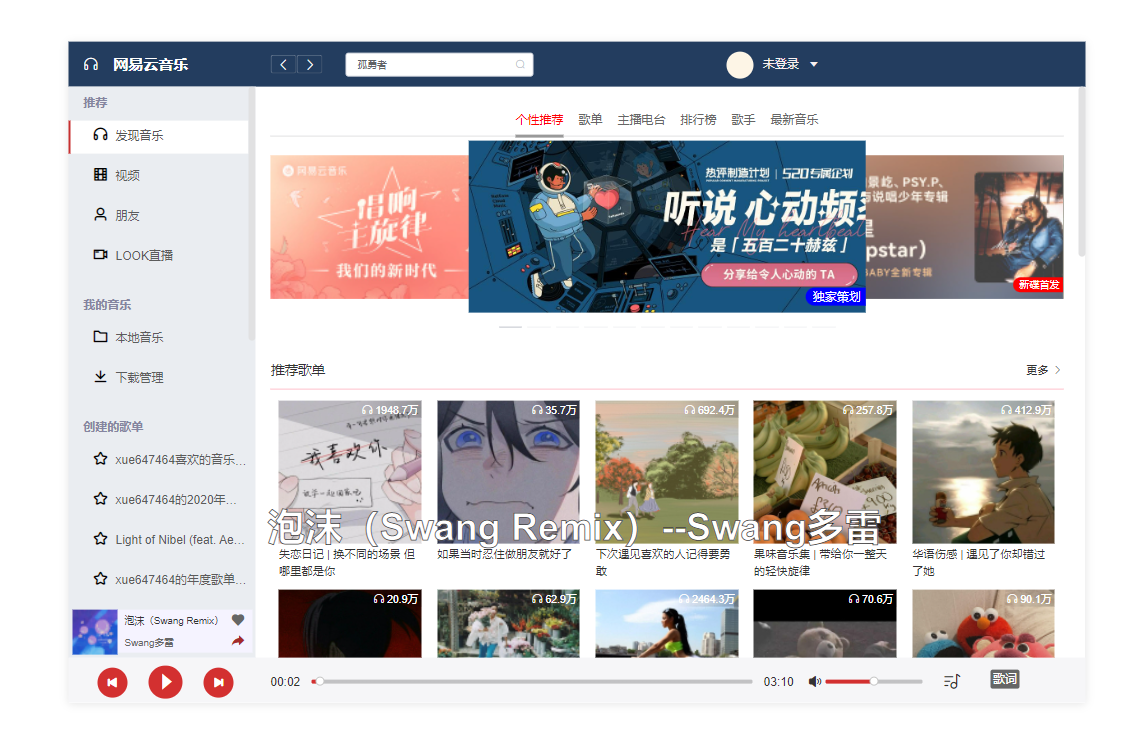 网易云音乐
孤勇者
未登录
推荐
发现音乐
视频
朋友
LOOK直播
我的音乐
本地音乐
下载管理
创建的歌单
xue647464喜欢的音乐...
xue647464的2020年...
Light of Nibel (feat. Ae...
xue647464的年度歌单...
泡沫（Swang Remix）
Swang多雷
个性推荐 歌单 主播电台 排行榜 歌手 最新音乐
网易云音乐
唱响
主旋律
我们的新时代
热评制造计划 | 520专属企划
听说 心动频率
Hear My heartbeat
是「五百二十赫兹」
分享给令人心动的 TA
独家策划
景屹、PSY.P、
说唱少年专辑
星
pstar）
BABY全新专辑
新碟首发
推荐歌单
更多
1948.7万
我喜欢你
35.7万
692.4万
257.8万
Apricots
412.9万
泡沫（Swang Remix）--Swang多雷
失恋日记 | 换不同的场景 但
哪里都是你
如果当时忍住做朋友就好了
下次遇见喜欢的人记得要勇
敢
果味音乐集 | 带给你一整天
的轻快旋律
华语伤感 | 遇见了你却错过
了她
20.9万
62.9万
2464.3万
70.6万
90.1万
00:02
03:10
歌词